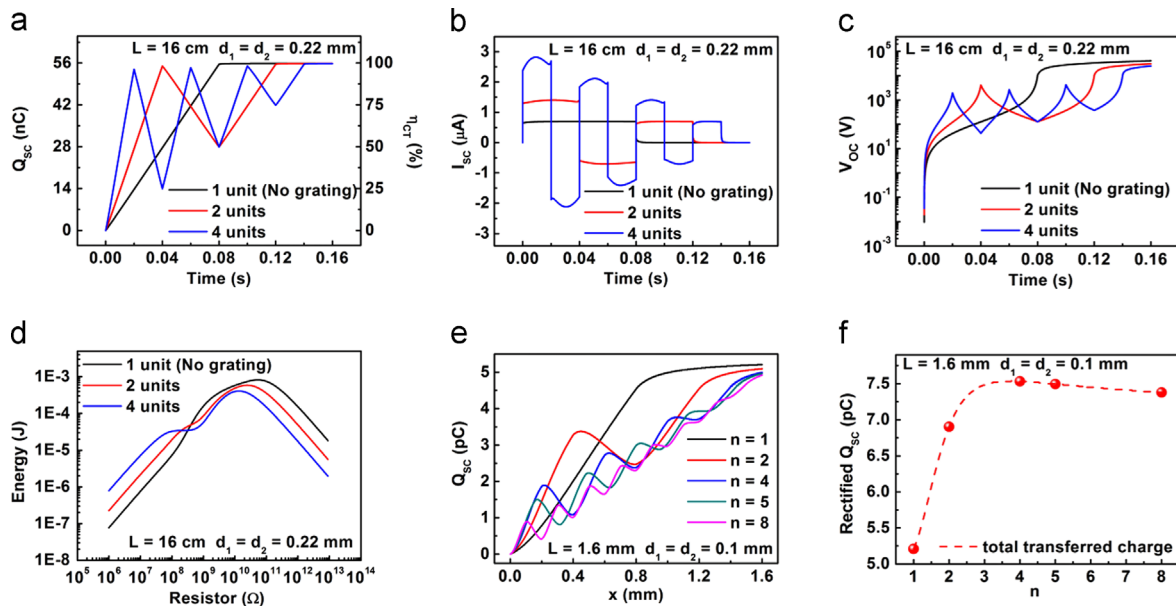 a
L = 16 cm d1 = d2 = 0.22 mm
56
42
28
14
0
100
75
50
25
0
QSC (nC)
ηCT (%)
1 unit (No grating)
2 units
4 units
0.00 0.04 0.08 0.12 0.16
Time (s)
b
L = 16 cm d1 = d2 = 0.22 mm
3
2
1
0
-1
-2
-3
ISC (μA)
1 unit (No grating)
2 units
4 units
0.00 0.04 0.08 0.12 0.16
Time (s)
c
L = 16 cm d1 = d2 = 0.22 mm
10^5
10^3
10^1
10^-1
10^-3
VOC (V)
1 unit (No grating)
2 units
4 units
0.00 0.04 0.08 0.12 0.16
Time (s)
d
1 unit (No grating)
2 units
4 units
1E-3
1E-4
1E-5
1E-6
1E-7
1E-8
Energy (J)
L = 16 cm d1 = d2 = 0.22 mm
10^5 10^6 10^7 10^8 10^9 10^10 10^11 10^12 10^13 10^14
Resistor (Ω)
e
5
4
3
2
1
0
QSC (pC)
n = 1
n = 2
n = 4
n = 5
n = 8
L = 1.6 mm d1 = d2 = 0.1 mm
0.0 0.4 0.8 1.2 1.6
x (mm)
f
L = 1.6 mm d1 = d2 = 0.1 mm
7.5
7.0
6.5
6.0
5.5
5.0
Rectified QSC (pC)
total transferred charge
1 2 3 4 5 6 7 8
n